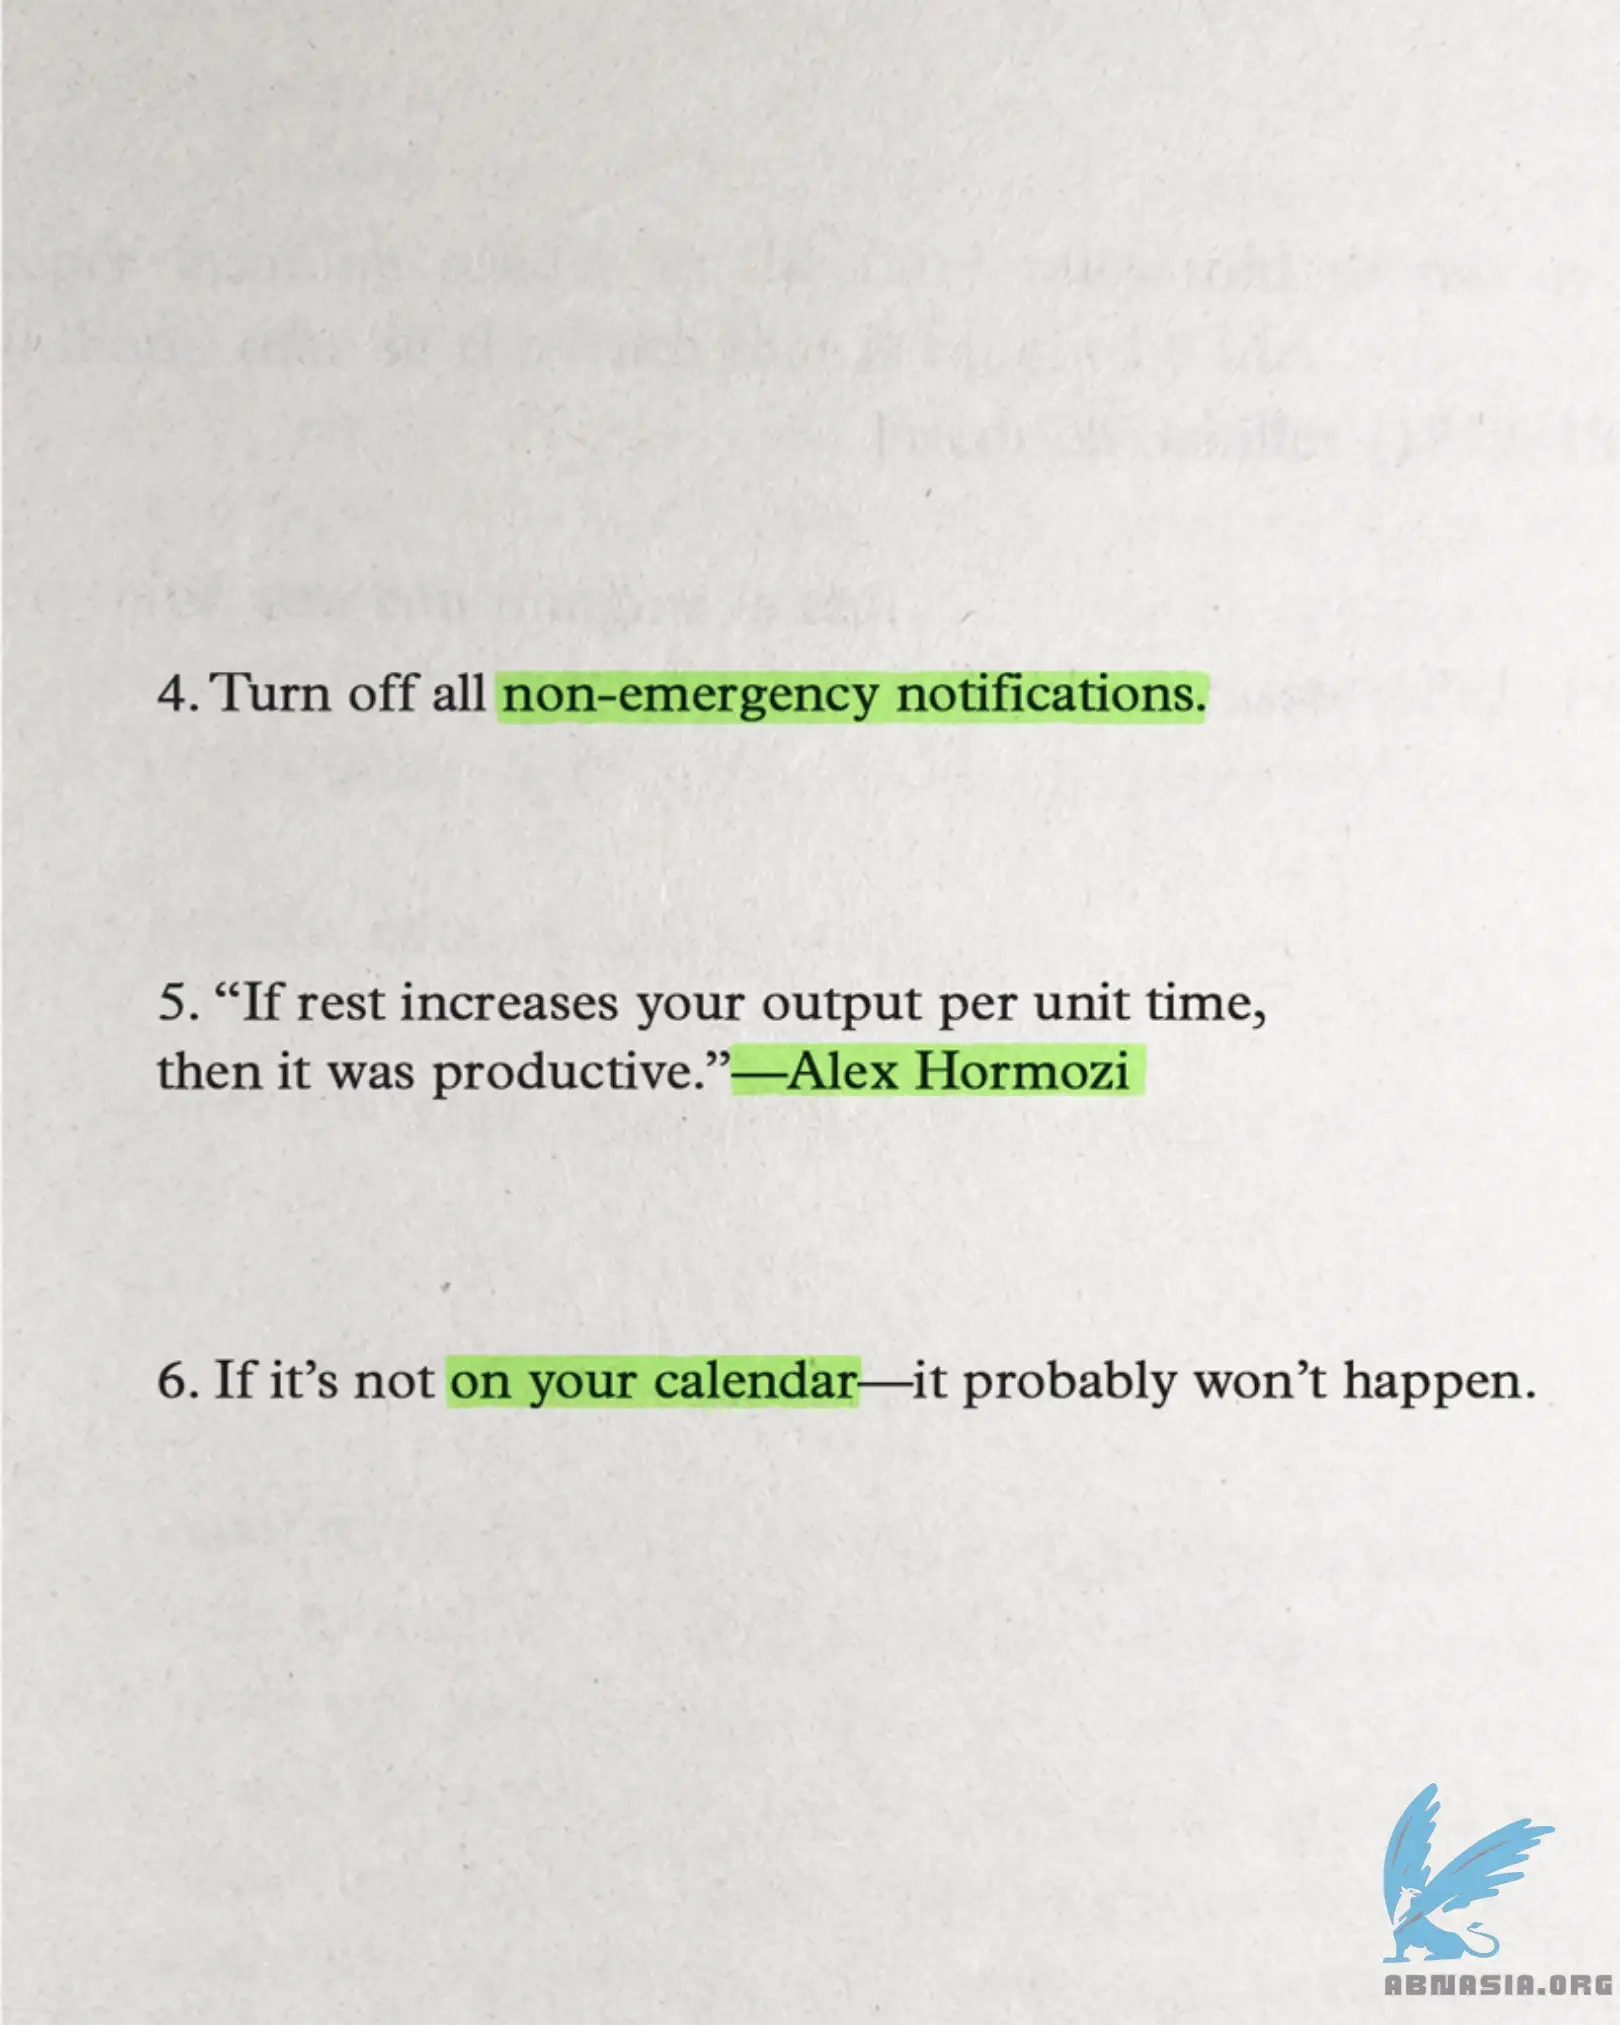 4. Turn off all non-emergency notifications.
5. “If rest increases your output per unit time,
then it was productive.”—Alex Hormozi
6. If it’s not on your calendar—it probably won’t happen.
ABNASIA.ORG